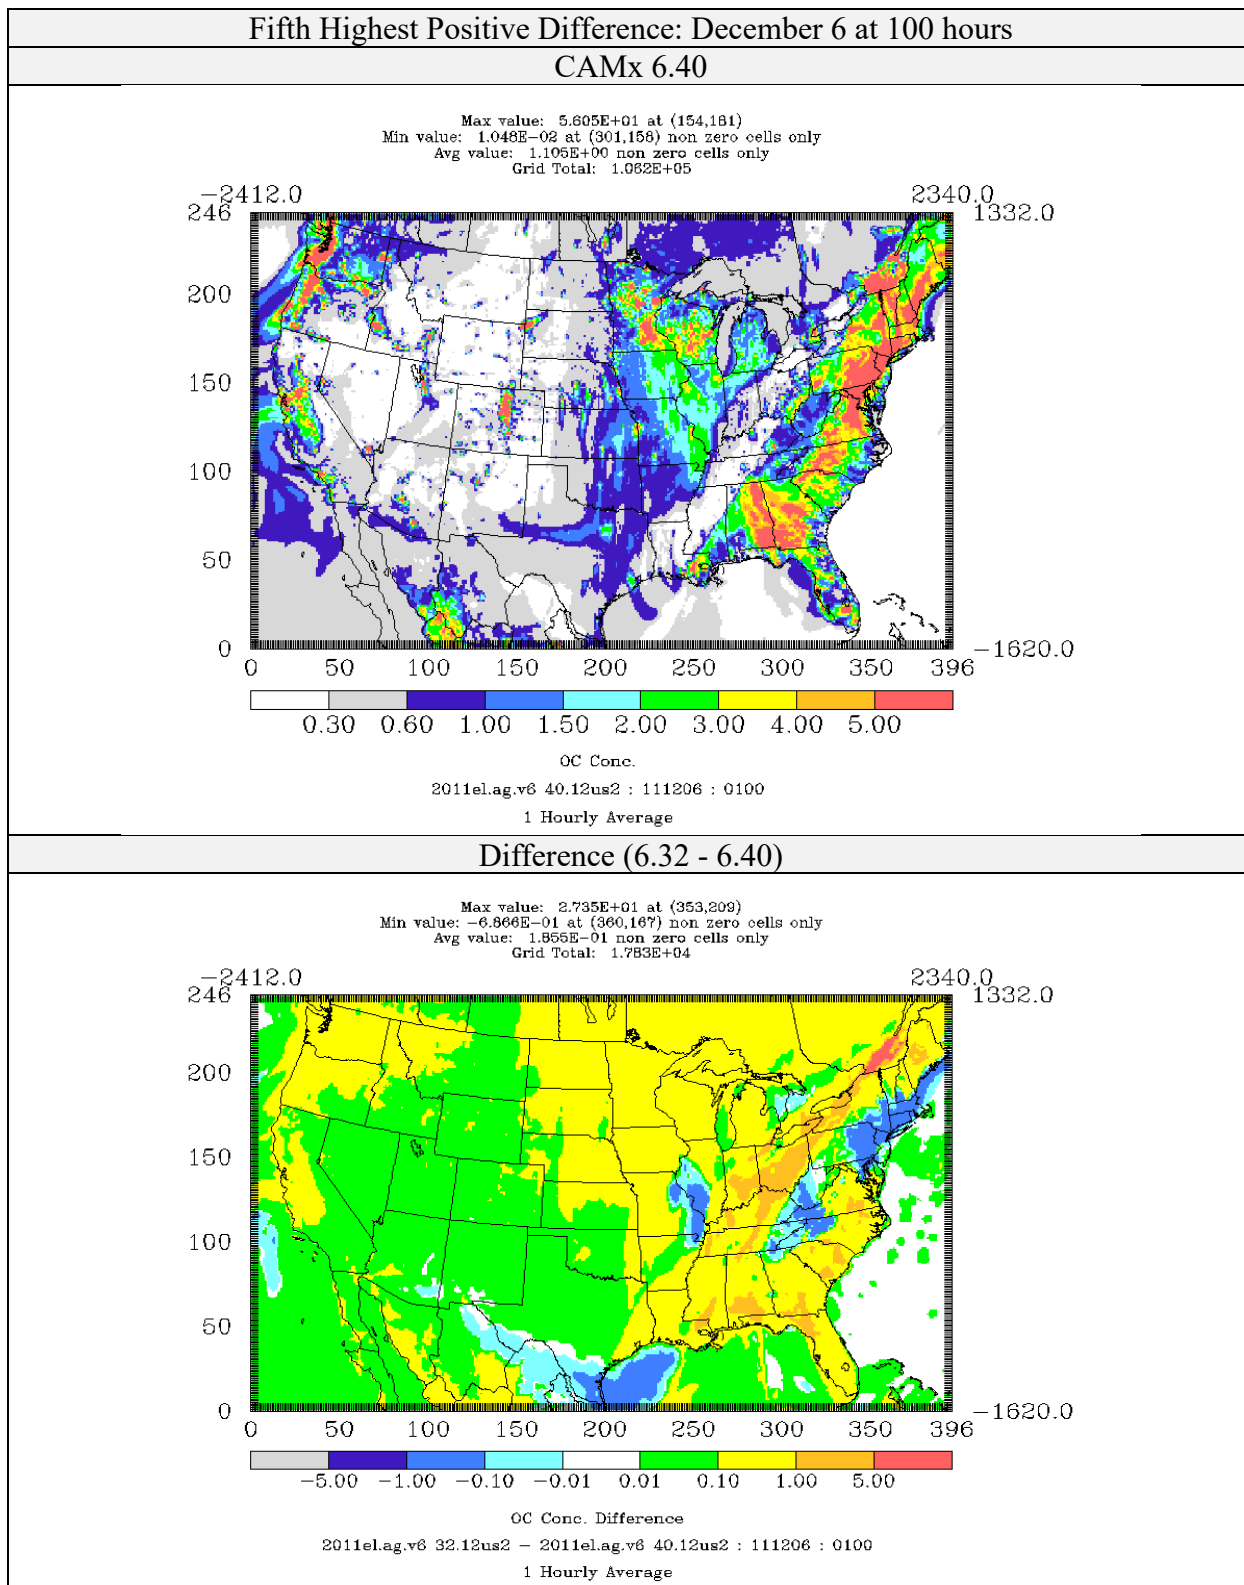 Fifth Highest Positive Difference: December 6 at 100 hours
CAMx 6.40
Max value: 5.605E+01 at (154,181)
Min value: 1.048E-02 at (301,158) non zero cells only
Avg value: 1.105E+00 non zero cells only
Grid Total: 1.062E+05
-2412.0 2340.0
246 1332.0
200
150
100
50
0 -1620.0
0 50 100 150 200 250 300 350 396
0.30 0.60 1.00 1.50 2.00 3.00 4.00 5.00
OC Conc.
2011el.ag.v6 40.12us2 : 111206 : 0100
1 Hourly Average
Difference (6.32 - 6.40)
Max value: 2.735E+01 at (353,209)
Min value: -6.866E-01 at (360,167) non zero cells only
Avg value: 1.855E-01 non zero cells only
Grid Total: 1.783E+04
-2412.0 2340.0
246 1332.0
200
150
100
50
0 -1620.0
0 50 100 150 200 250 300 350 396
-5.00 -1.00 -0.10 -0.01 0.01 0.10 1.00 5.00
OC Conc. Difference
2011el.ag.v6 32.12us2 - 2011el.ag.v6 40.12us2 : 111206 : 0100
1 Hourly Average